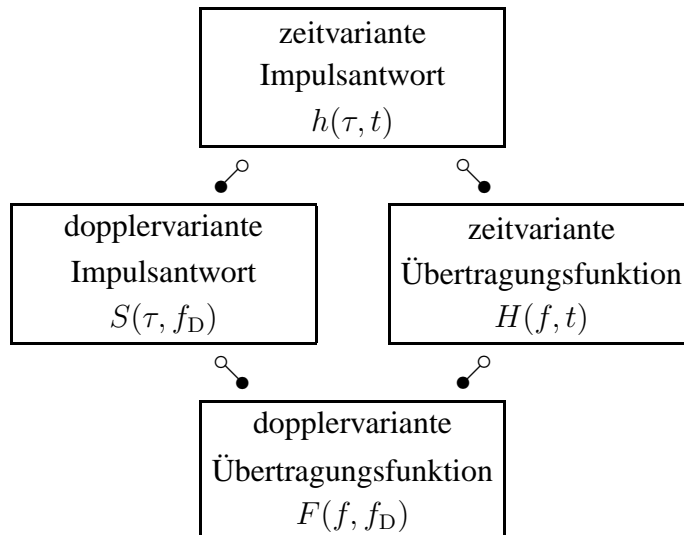 zeitvariante
Impulsantwort
h(τ, t)
dopplervariante
Impulsantwort
S(τ, f_D)
zeitvariante
Übertragungsfunktion
H(f, t)
dopplervariante
Übertragungsfunktion
F(f, f_D)